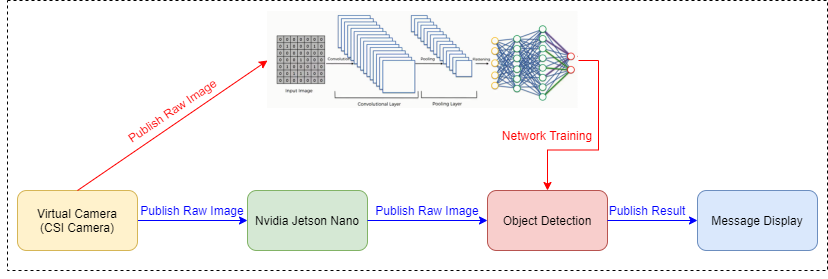 Convolution
Pooling
Flattening
Input Image
Convolutional Layer
Pooling Layer
Publish Raw Image
Network Training
Virtual Camera
(CSI Camera)
Publish Raw Image
Nvidia Jetson Nano
Publish Raw Image
Object Detection
Publish Result
Message Display